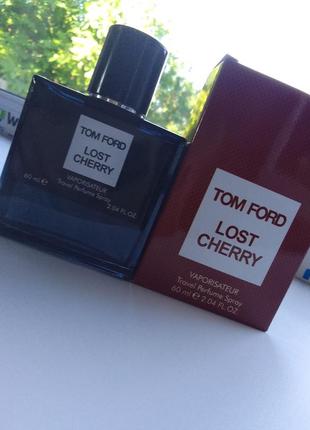 TOM FORD
LOST
CHERRY
VAPORISATEUR
Travel Perfume Spray
60 ml ℮ 2.04 FL.OZ
TOM FORD
LOST
CHERRY
VAPORISATEUR
Travel Perfume Spray
60 ml ℮ 2.04 FL.OZ